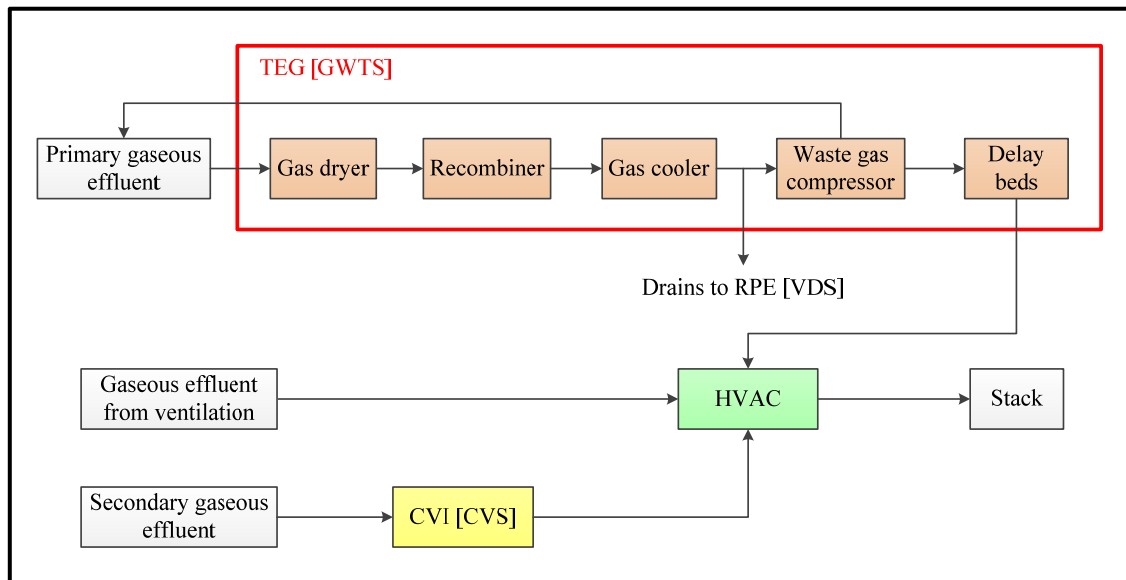 TEG [GWTS]
Primary gaseous
effluent
Gas dryer
Recombiner
Gas cooler
Waste gas
compressor
Delay
beds
Drains to RPE [VDS]
Gaseous effluent
from ventilation
HVAC
Stack
Secondary gaseous
effluent
CVI [CVS]